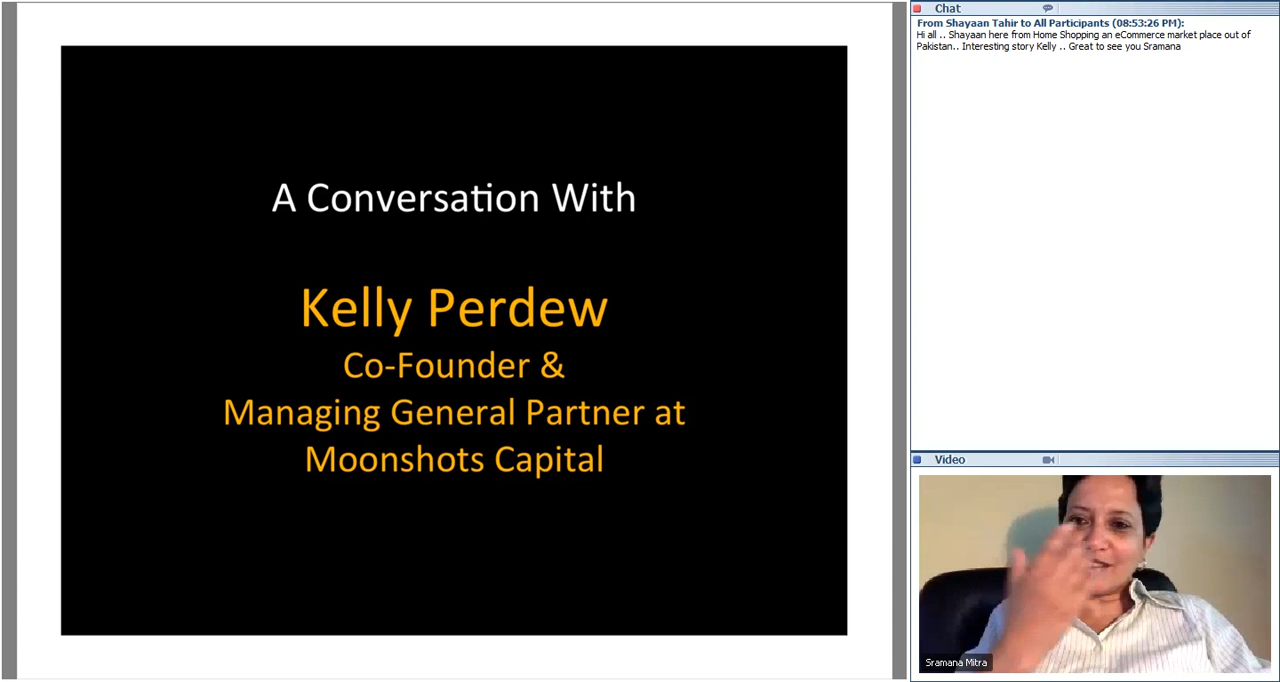 A Conversation With
Kelly Perdew
Co-Founder &
Managing General Partner at
Moonshots Capital
Chat
From Shayaan Tahir to All Participants (08:53:26 PM):
Hi all .. Shayaan here from Home Shopping an eCommerce market place out of
Pakistan.. Interesting story Kelly .. Great to see you Sramana
Video
Sramana Mitra